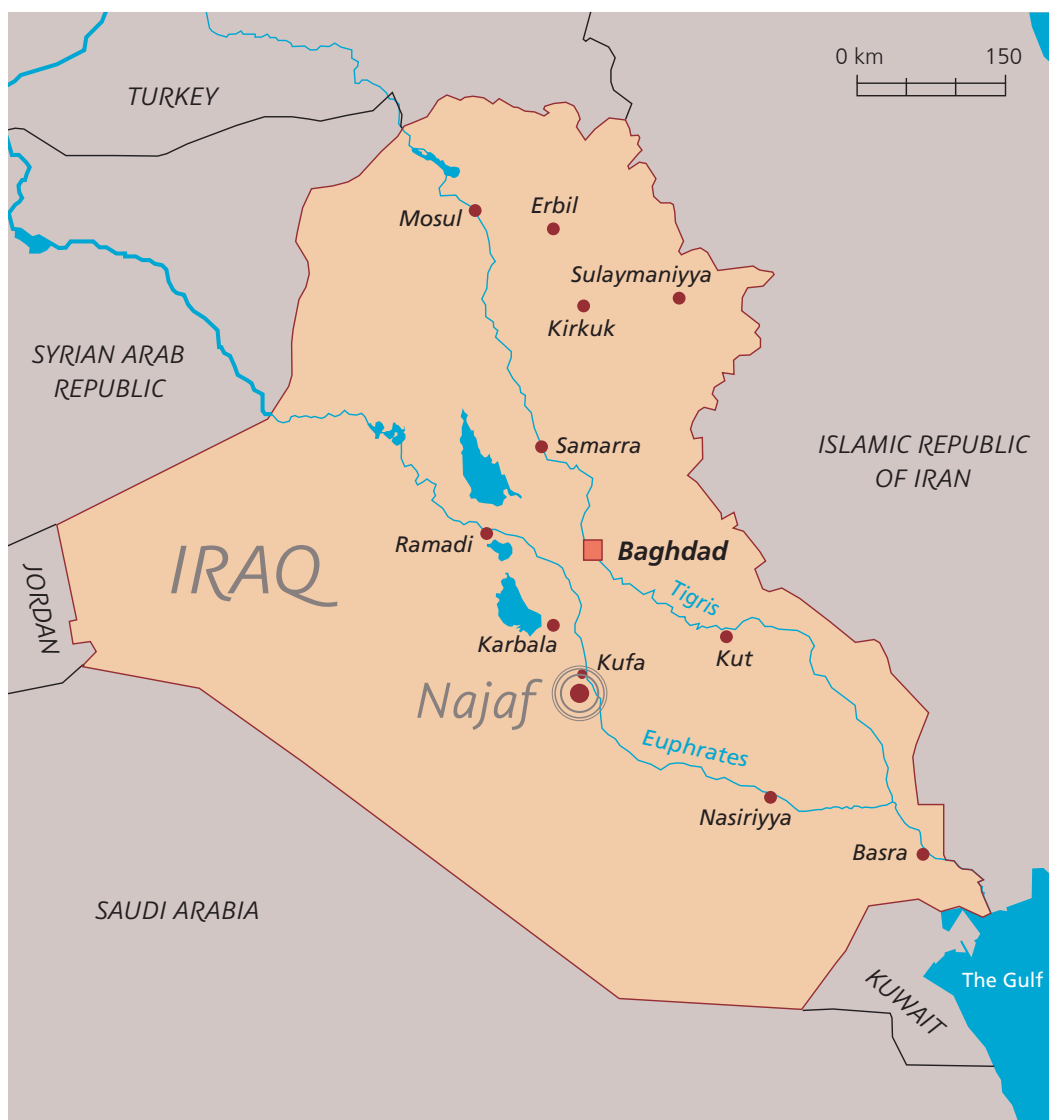 0 km 150
TURKEY
Mosul
Erbil
Sulaymaniyya
Kirkuk
SYRIAN ARAB
REPUBLIC
Samarra
ISLAMIC REPUBLIC
OF IRAN
Ramadi
Baghdad
IRAQ
JORDAN
Tigris
Karbala
Kut
Kufa
Najaf
Euphrates
Nasiriyya
Basra
SAUDI ARABIA
The Gulf
KUWAIT